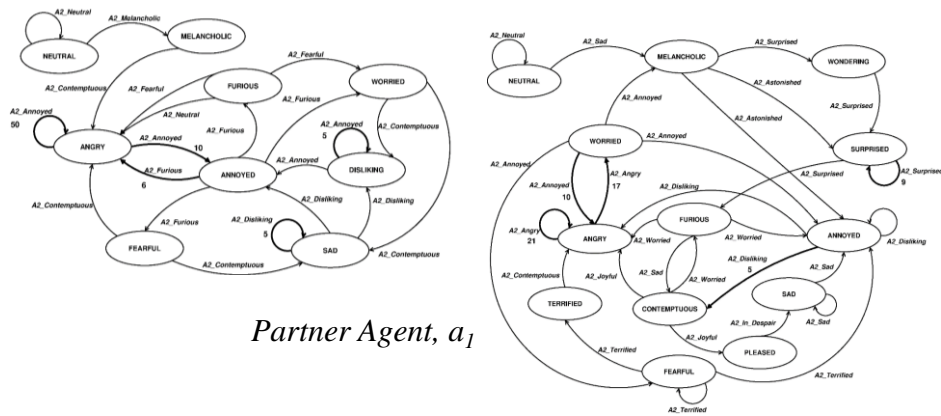 A2_Neutral
A2_Melancholic
MELANCHOLIC
NEUTRAL
A2_Contemptuous
A2_Fearful
A2_Fearful
FURIOUS
WORRIED
A2_Neutral
A2_Furious
A2_Annoyed
50
A2_Annoyed
10
A2_Furious
A2_Annoyed
5
A2_Contemptuous
ANGRY
A2_Annoyed
DISLIKING
A2_Furious
6
ANNOYED
A2_Disliking
A2_Disliking
A2_Contemptuous
A2_Furious
A2_Disliking
5
FEARFUL
SAD
A2_Contemptuous
A2_Contemptuous
Partner Agent, a1
A2_Neutral
A2_Sad
MELANCHOLIC
A2_Surprised
WONDERING
NEUTRAL
A2_Astonished
A2_Annoyed
A2_Astonished
A2_Surprised
WORRIED
A2_Annoyed
SURPRISED
A2_Annoyed
A2_Annoyed
10
A2_Angry
17
A2_Surprised
A2_Surprised
9
A2_Disliking
A2_Angry
21
ANGRY
FURIOUS
A2_Worried
A2_Worried
ANNOYED
A2_Disliking
A2_Contemptuous
A2_Joyful
A2_Sad
A2_Worried
A2_Disliking
5
A2_Sad
TERRIFIED
CONTEMPTUOUS
SAD
A2_Sad
A2_Joyful
A2_In_Despair
PLEASED
A2_Terrified
FEARFUL
A2_Terrified
A2_Terrified